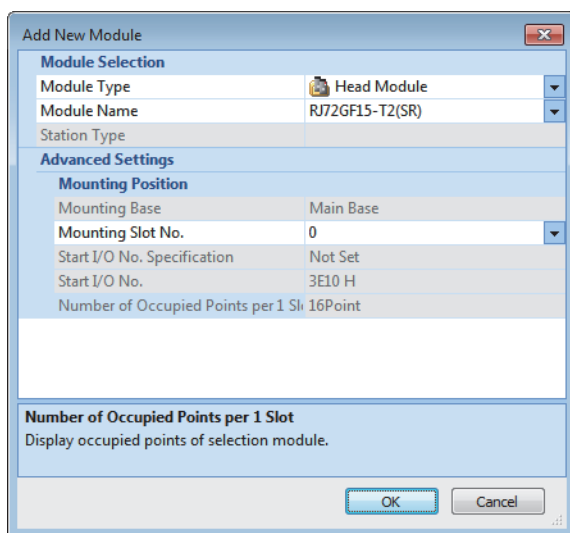 Add New Module
Module Selection
Module Type Head Module
Module Name RJ72GF15-T2(SR)
Station Type
Advanced Settings
Mounting Position
Mounting Base Main Base
Mounting Slot No. 0
Start I/O No. Specification Not Set
Start I/O No. 3E10 H
Number of Occupied Points per 1 Sl 16Point
Number of Occupied Points per 1 Slot
Display occupied points of selection module.
OK Cancel